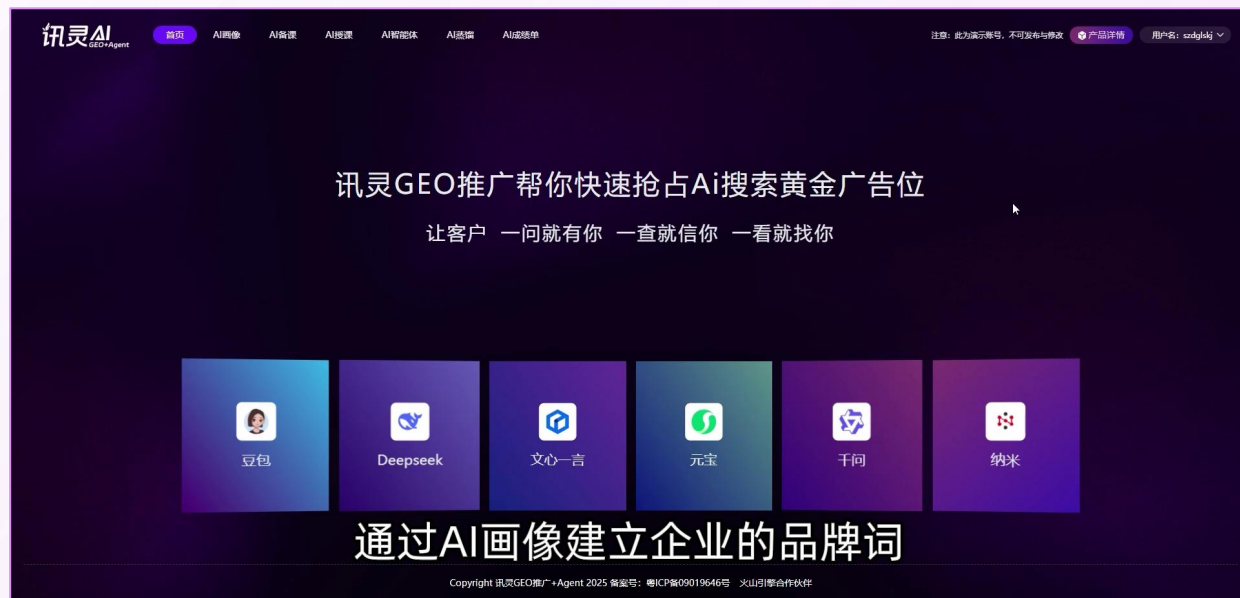 讯灵AI GEO+Agent 首页 AI画像 AI备课 AI授课 AI智能体 AI蒸馏 AI成绩单 注意：此为演示账号，不可发布与修改 产品详情 用户名：szdglskj
讯灵GEO推广帮你快速抢占Ai搜索黄金广告位
让客户 一问就有你 一查就信你 一看就找你
豆包 Deepseek 文心一言 元宝 千问 纳米
通过AI画像建立企业的品牌词
Copyright 讯灵GEO推广+Agent 2025 备案号：粤ICP备09019646号 火山引擎合作伙伴